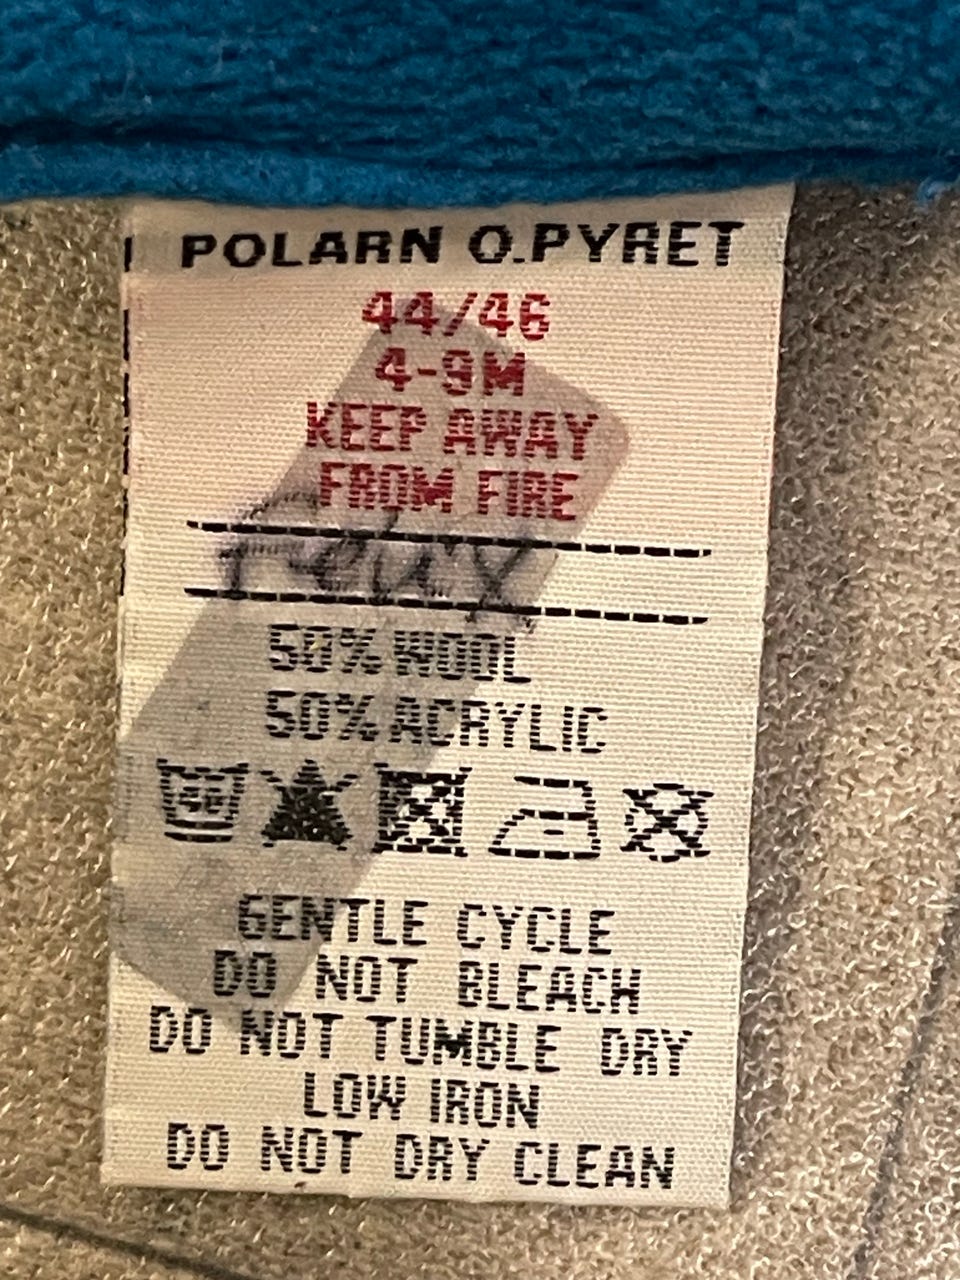 POLARN O.PYRET
44/46
4-9M
KEEP AWAY
FROM FIRE
50% WOOL
50% ACRYLIC
40
GENTLE CYCLE
DO NOT BLEACH
DO NOT TUMBLE DRY
LOW IRON
DO NOT DRY CLEAN